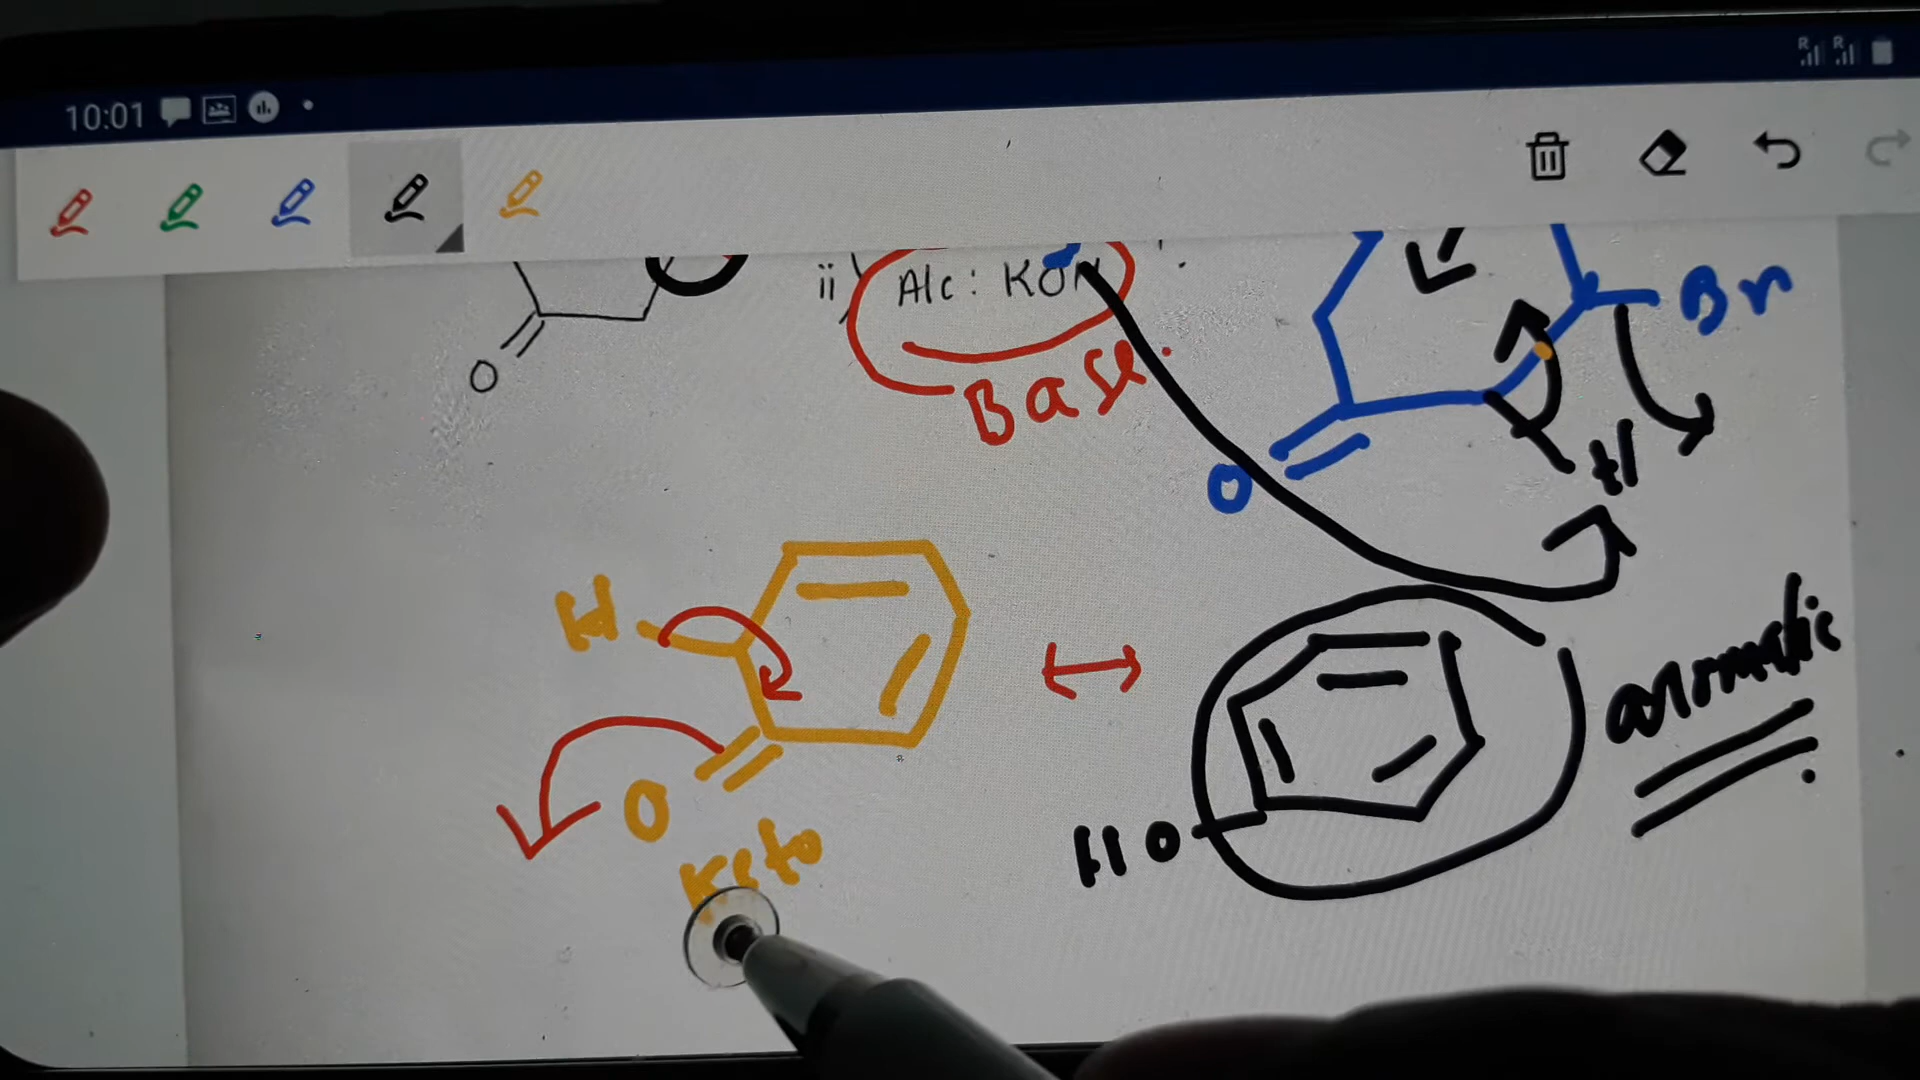 10:01
R R
ii) Alc: KOH
Br
O
Base.
H
O
H
aromatic
O
HO
Keto